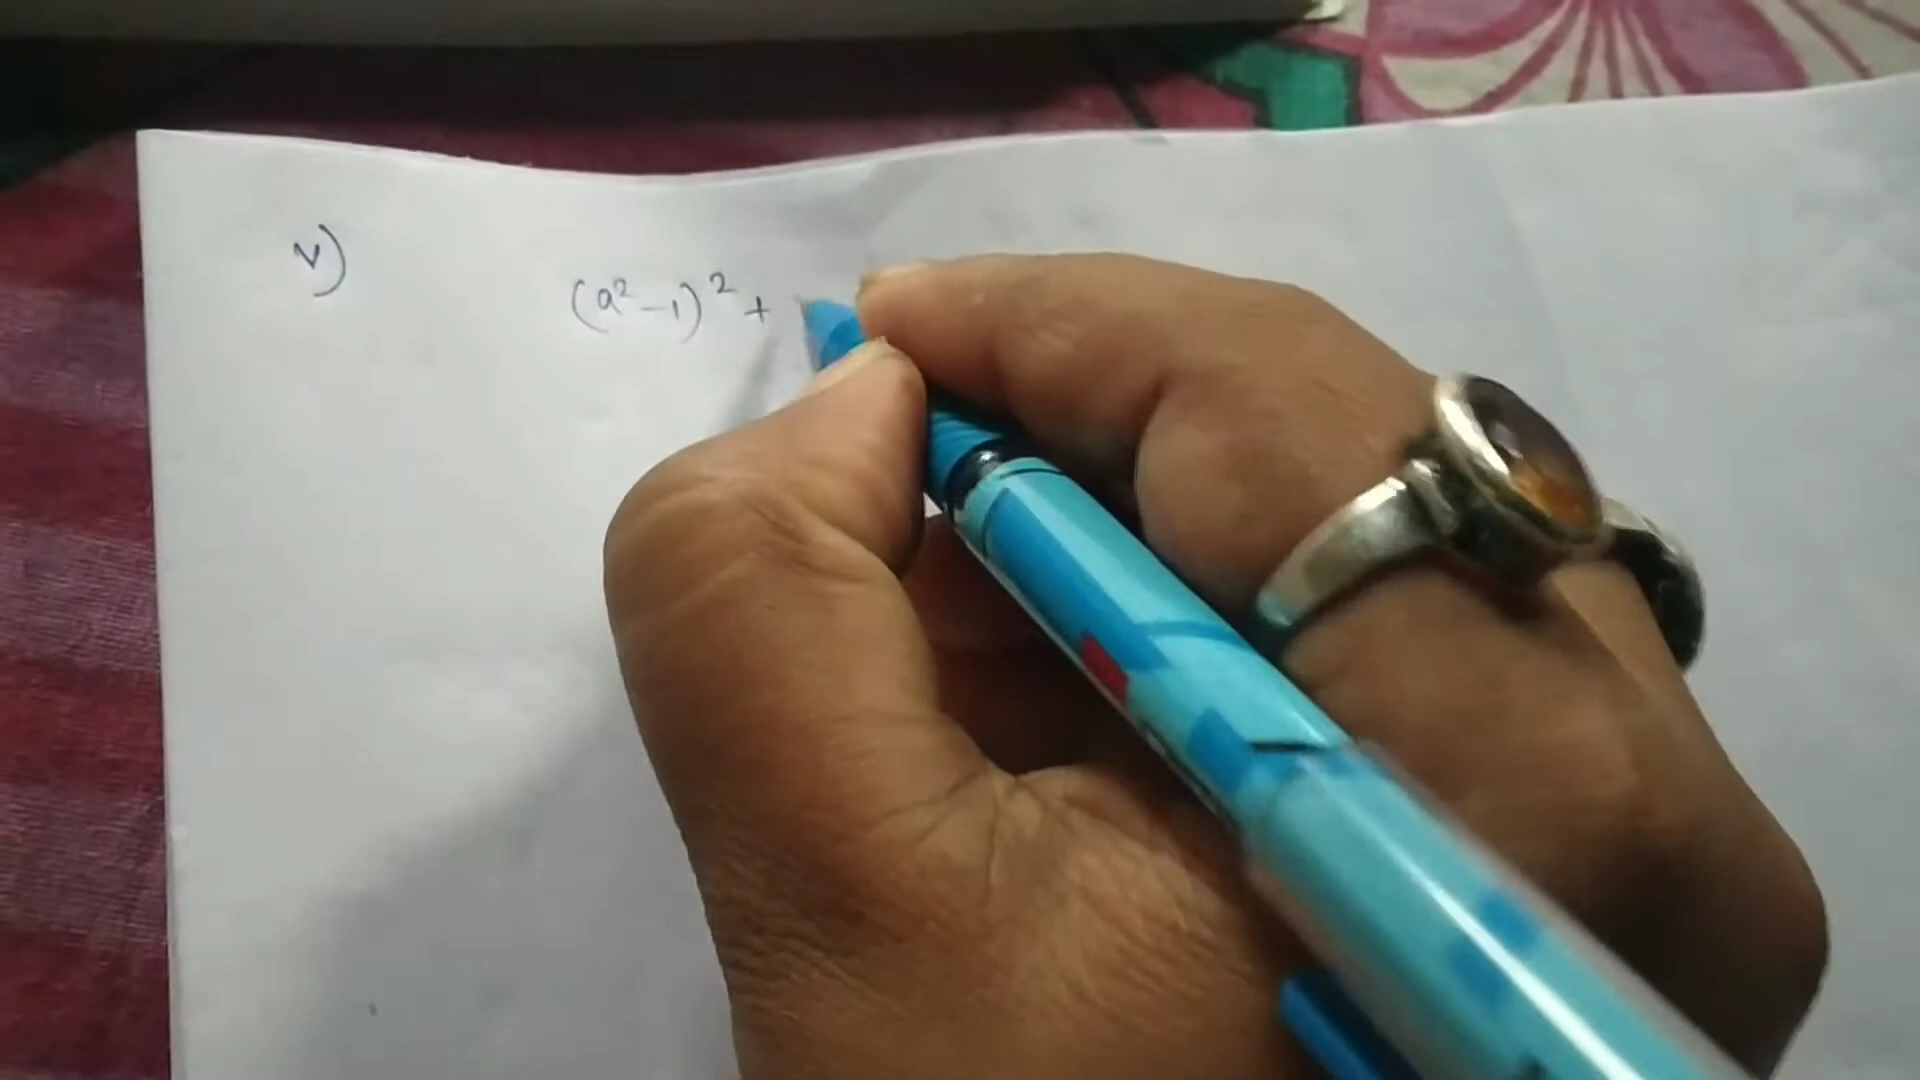 v) (a² - 1)² +